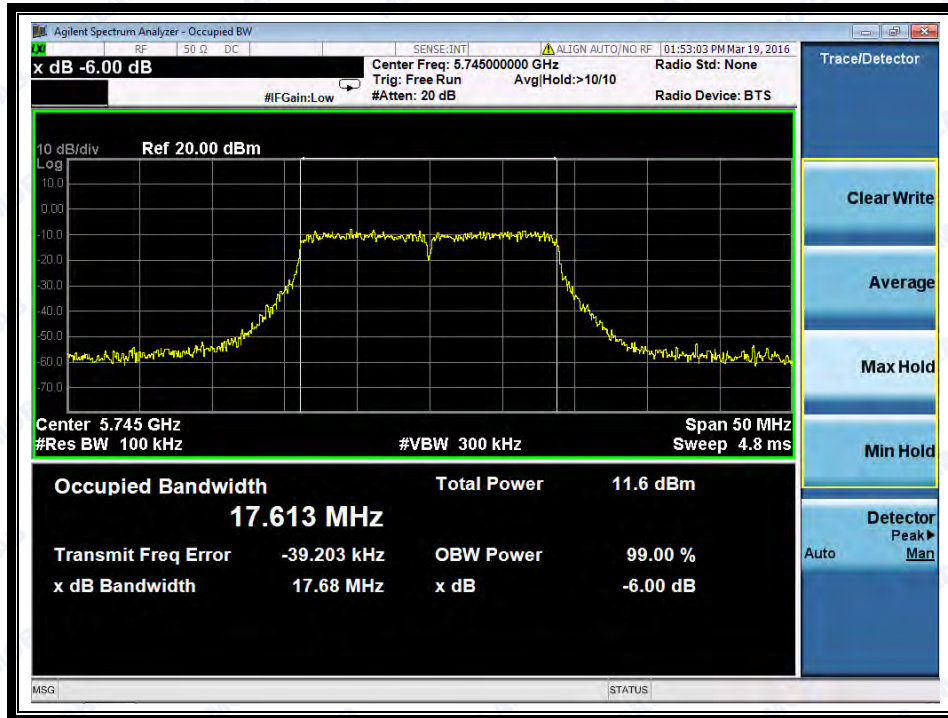 Agilent Spectrum Analyzer - Occupied BW
LXI RF 50 Ω DC SENSE:INT ALIGN AUTO/NO RF 01:53:03 PM Mar 19, 2016
x dB -6.00 dB
Center Freq: 5.745000000 GHz
Radio Std: None
Trig: Free Run
Avg|Hold:>10/10
#IFGain:Low
#Atten: 20 dB
Radio Device: BTS
10 dB/div
Ref 20.00 dBm
Log
10.0
0.00
-10.0
-20.0
-30.0
-40.0
-50.0
-60.0
-70.0
Center 5.745 GHz
Span 50 MHz
#Res BW 100 kHz
#VBW 300 kHz
Sweep 4.8 ms
Occupied Bandwidth
17.613 MHz
Total Power 11.6 dBm
Transmit Freq Error -39.203 kHz
OBW Power 99.00 %
x dB Bandwidth 17.68 MHz
x dB -6.00 dB
Trace/Detector
Clear Write
Average
Max Hold
Min Hold
Detector
Peak▶
Auto Man
MSG
STATUS